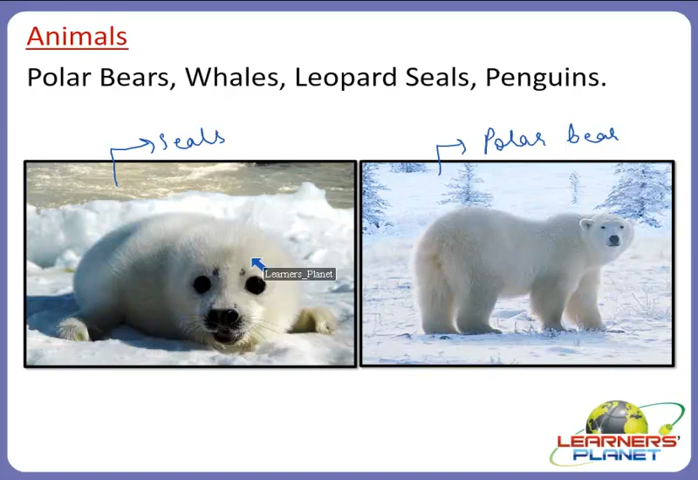 Animals
Polar Bears, Whales, Leopard Seals, Penguins.
Seals
Polar bear
Learners_Planet
LEARNERS'
PLANET